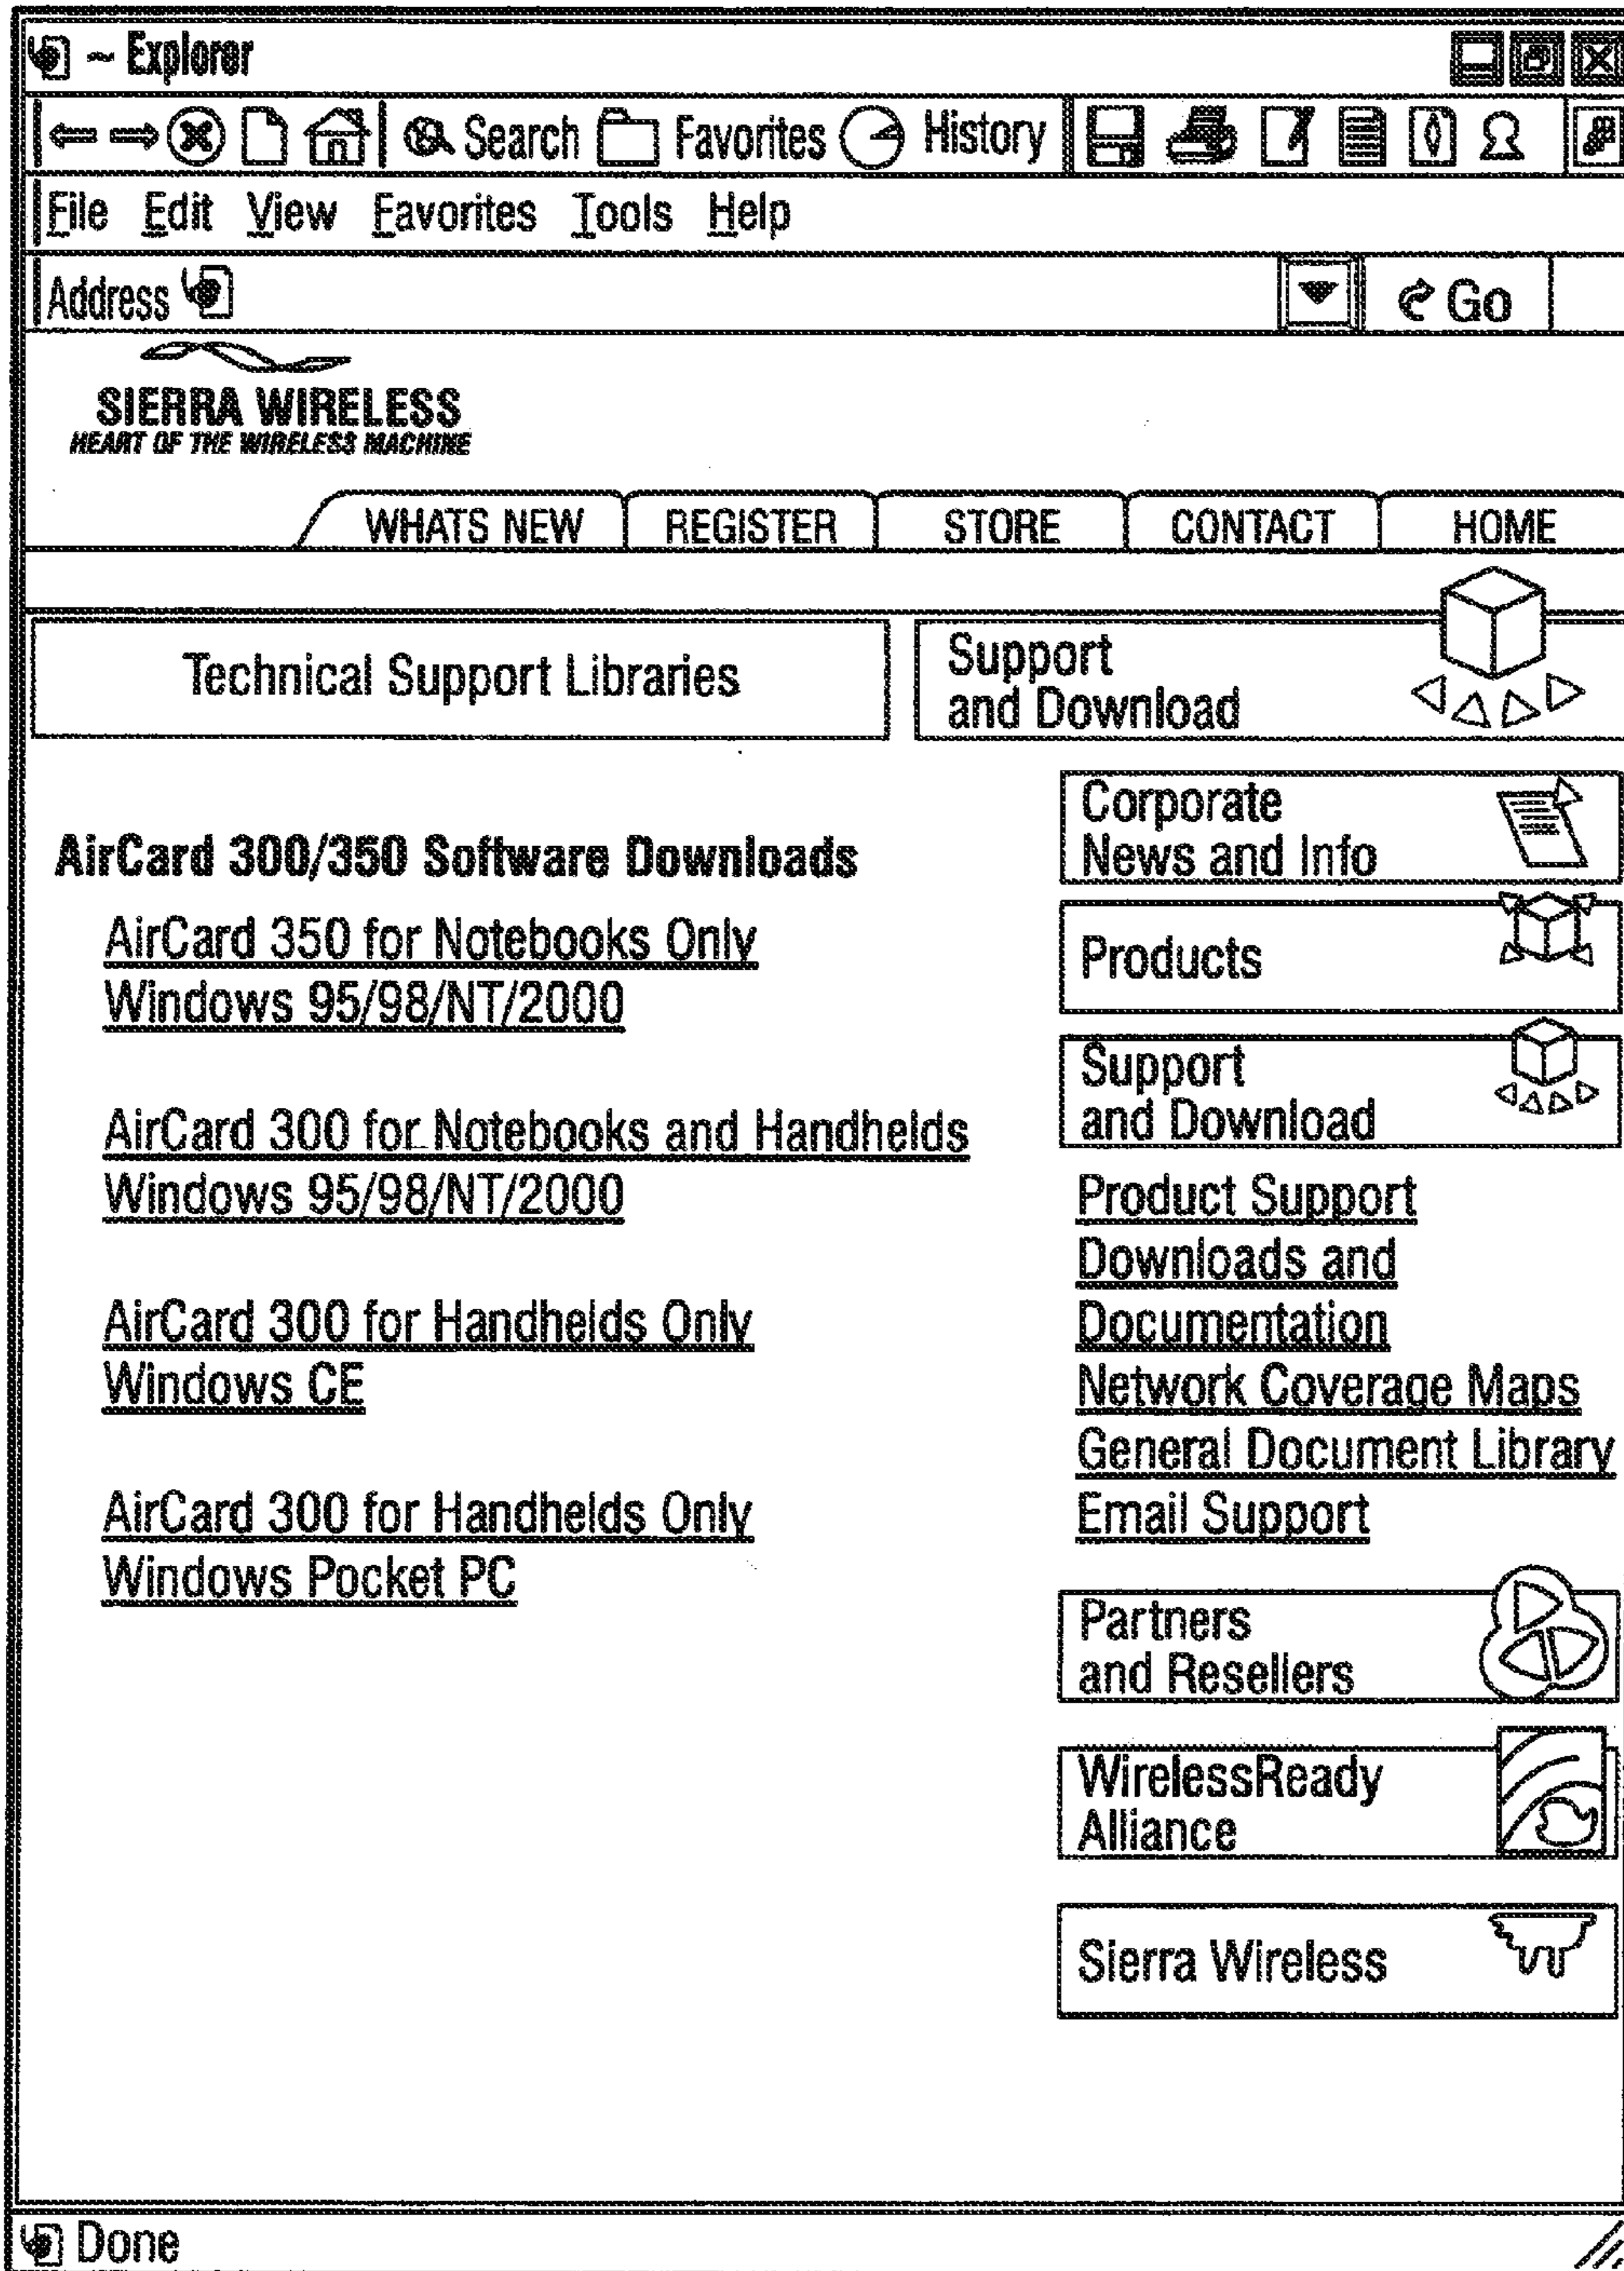 ~ Explorer
Search Favorites History
File Edit View Favorites Tools Help
Address Go
SIERRA WIRELESS
HEART OF THE WIRELESS MACHINE
WHATS NEW REGISTER STORE CONTACT HOME
Technical Support Libraries
Support
and Download
AirCard 300/350 Software Downloads
AirCard 350 for Notebooks Only
Windows 95/98/NT/2000
AirCard 300 for Notebooks and Handhelds
Windows 95/98/NT/2000
AirCard 300 for Handhelds Only
Windows CE
AirCard 300 for Handhelds Only
Windows Pocket PC
Corporate
News and Info
Products
Support
and Download
Product Support
Downloads and
Documentation
Network Coverage Maps
General Document Library
Email Support
Partners
and Resellers
WirelessReady
Alliance
Sierra Wireless
Done